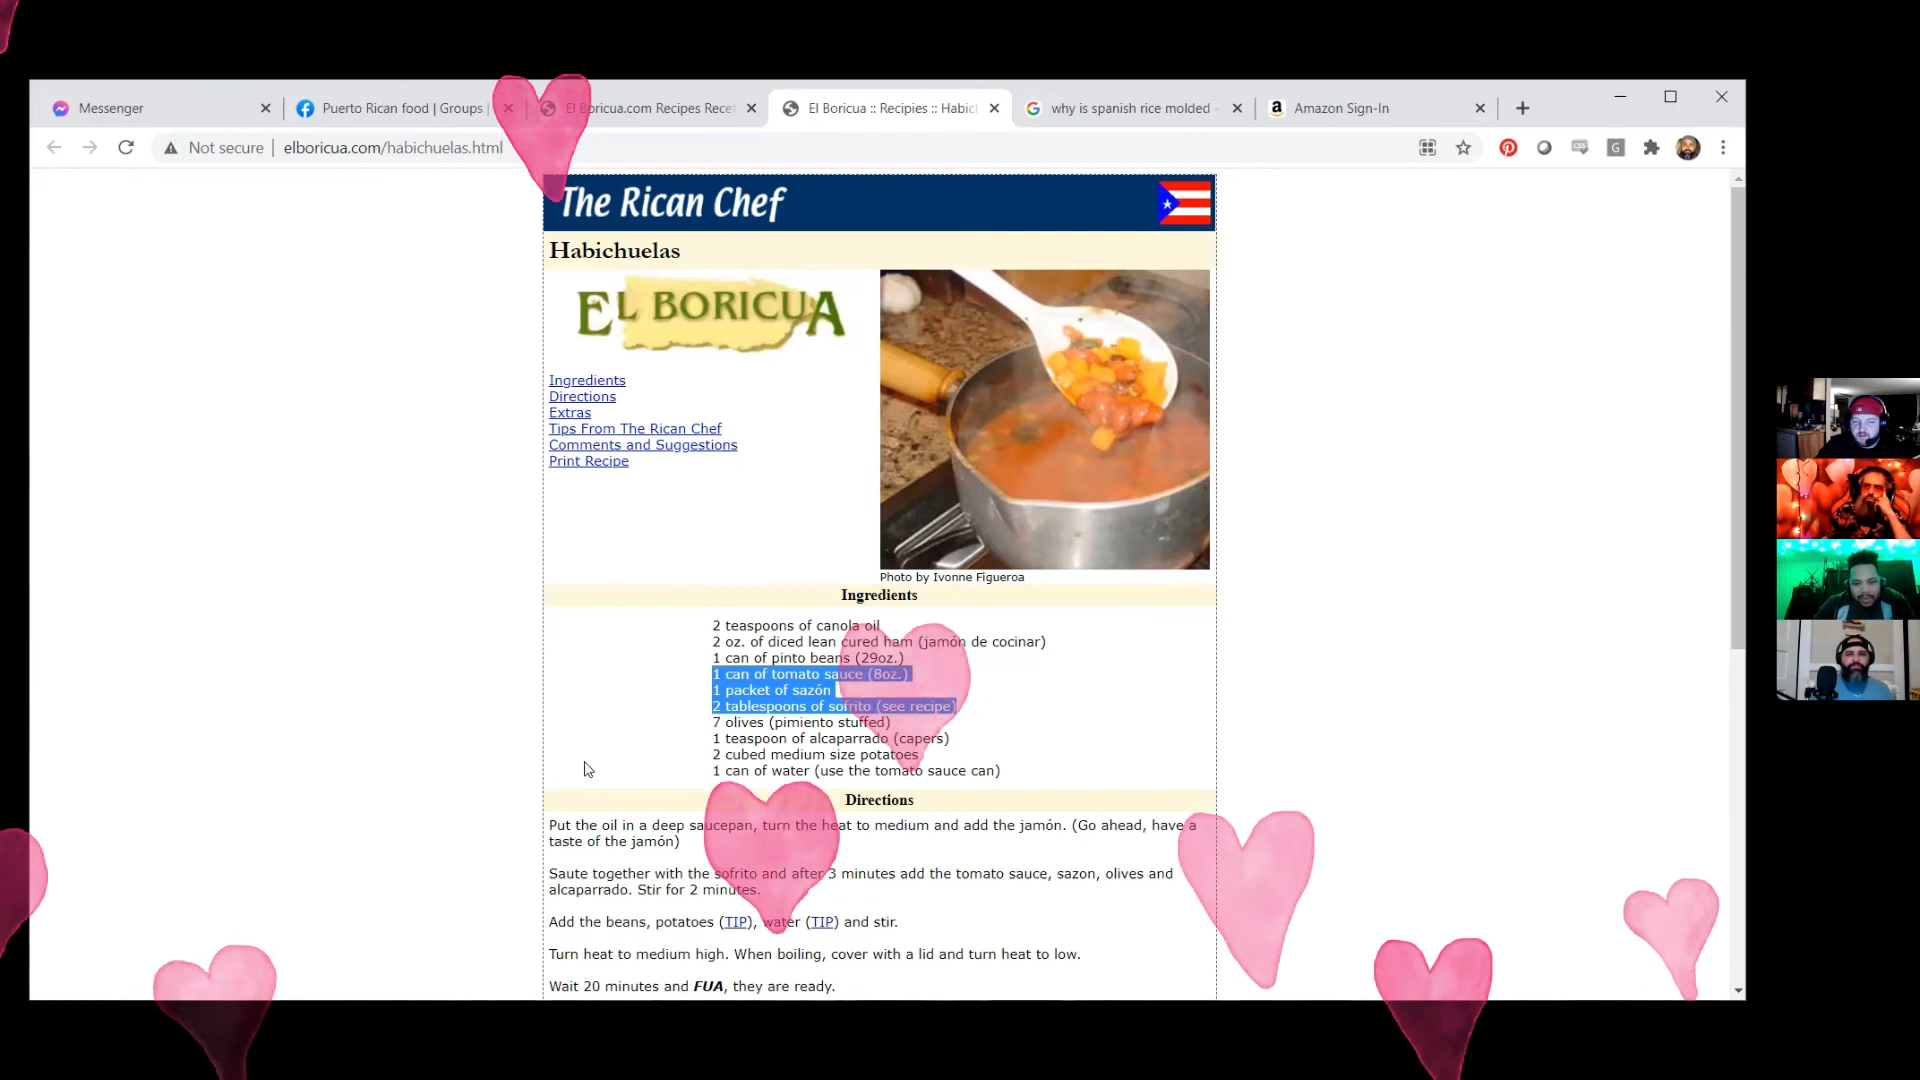 Messenger
Puerto Rican food | Groups |
El Boricua.com Recipes Recet
El Boricua :: Recipies :: Habic
why is spanish rice molded -
Amazon Sign-In
Not secure | elboricua.com/habichuelas.html
The Rican Chef
Habichuelas
EL BORICUA
Ingredients
Directions
Extras
Tips From The Rican Chef
Comments and Suggestions
Print Recipe
Photo by Ivonne Figueroa
Ingredients
2 teaspoons of canola oil
2 oz. of diced lean cured ham (jamón de cocinar)
1 can of pinto beans (29oz.)
1 can of tomato sauce (8oz.)
1 packet of sazón
2 tablespoons of sofrito (see recipe)
7 olives (pimiento stuffed)
1 teaspoon of alcaparrado (capers)
2 cubed medium size potatoes
1 can of water (use the tomato sauce can)
Directions
Put the oil in a deep saucepan, turn the heat to medium and add the jamón. (Go ahead, have a
taste of the jamón)
Saute together with the sofrito and after 3 minutes add the tomato sauce, sazon, olives and
alcaparrado. Stir for 2 minutes.
Add the beans, potatoes (TIP), water (TIP) and stir.
Turn heat to medium high. When boiling, cover with a lid and turn heat to low.
Wait 20 minutes and FUA, they are ready.